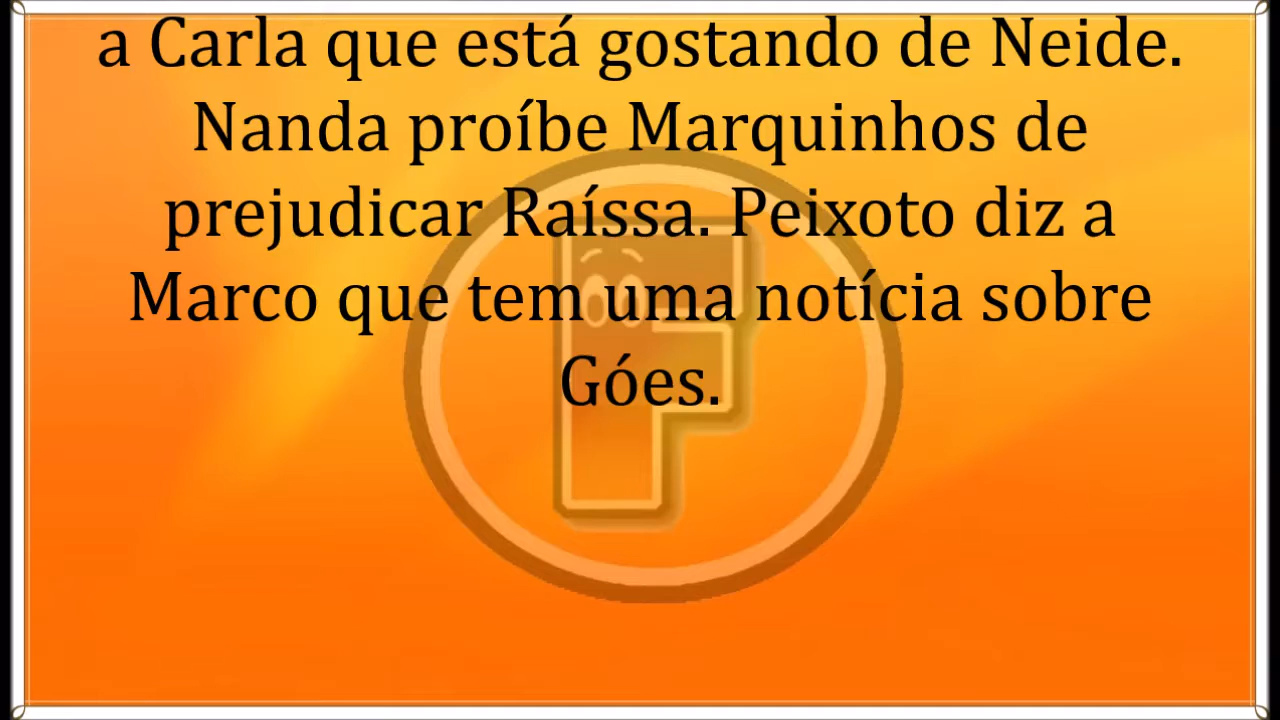 a Carla que está gostando de Neide.
Nanda proíbe Marquinhos de
prejudicar Raíssa. Peixoto diz a
Marco que tem uma notícia sobre
Góes.